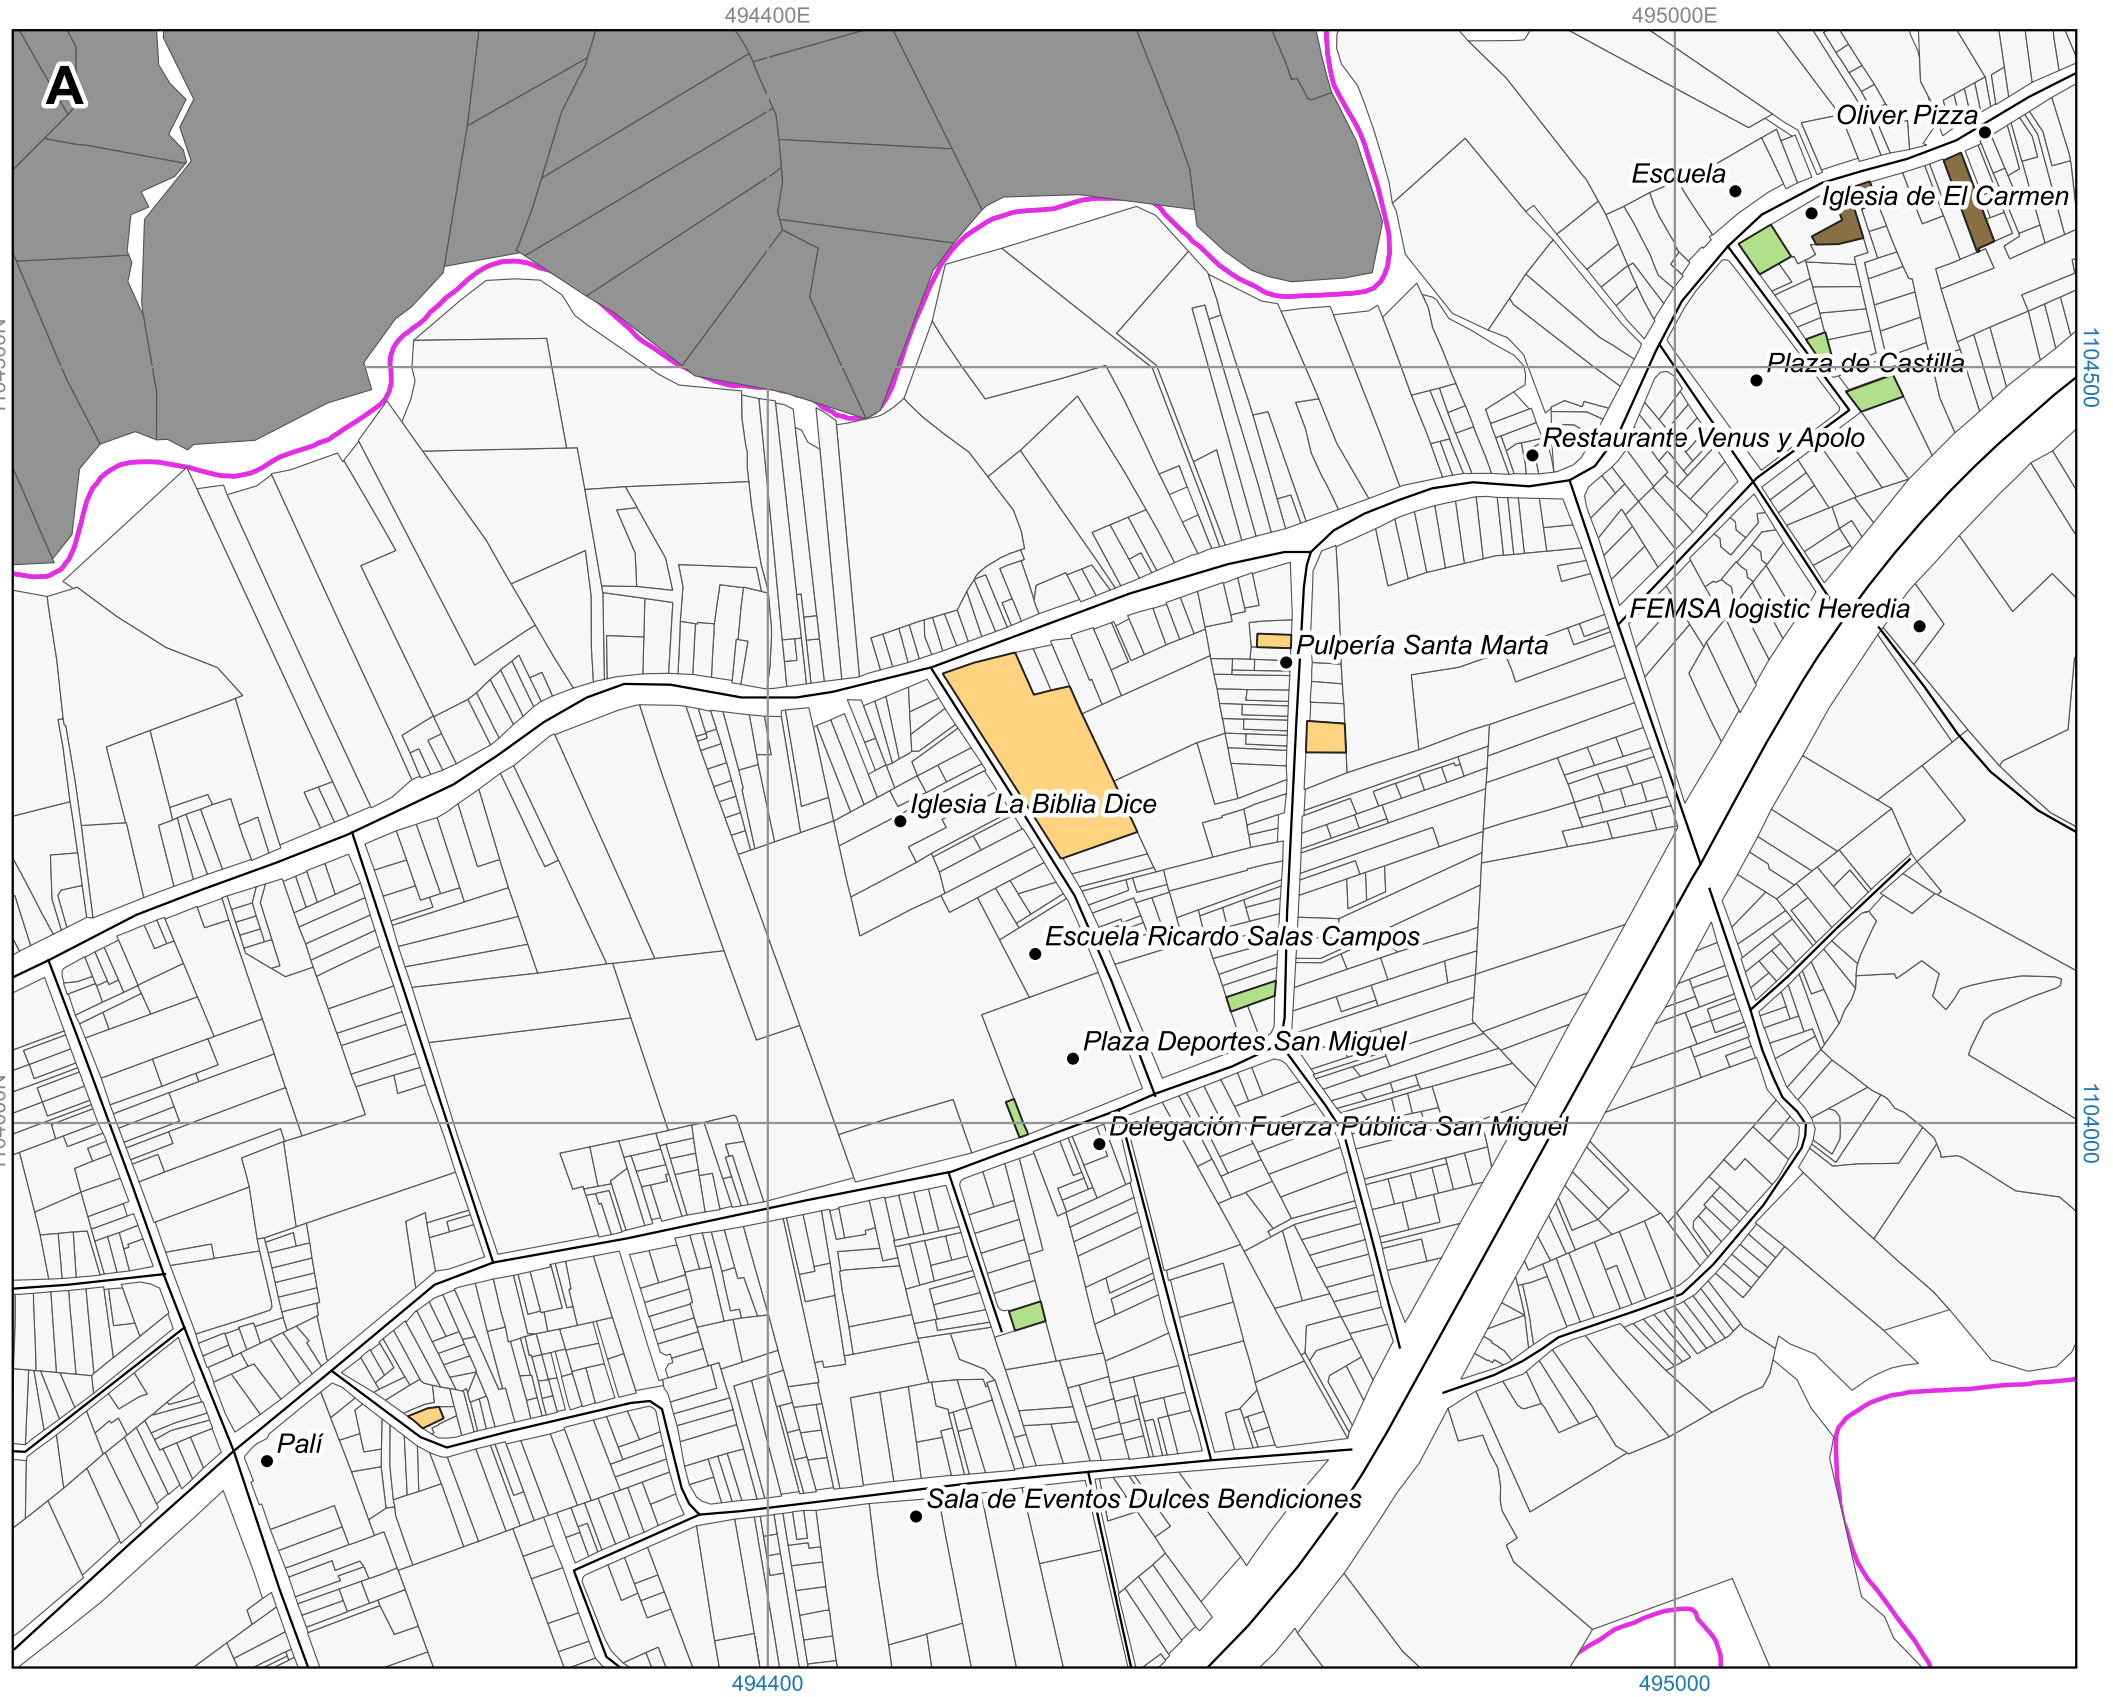 494400E
495000E
A
Oliver Pizza
Escuela
Iglesia de El Carmen
Plaza de Castilla
1104500
Restaurante Venus y Apolo
FEMSA logistic Heredia
Pulpería Santa Marta
Iglesia La Biblia Dice
Escuela Ricardo Salas Campos
Plaza Deportes San Miguel
Delegación Fuerza Pública San Miguel
1104000
Palí
Sala de Eventos Dulces Bendiciones
494400
495000